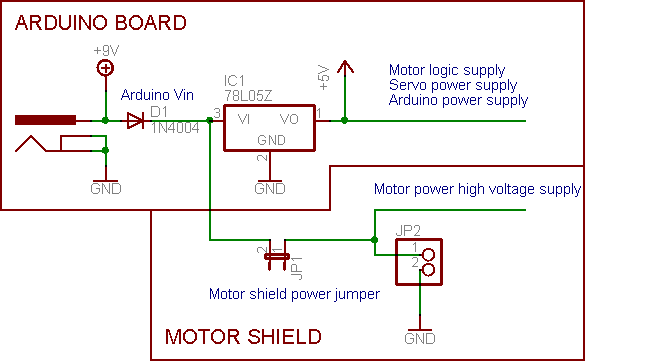 ARDUINO BOARD
+9V
IC1
78L05Z
+5V
Motor logic supply
Servo power supply
Arduino power supply
Arduino Vin
D1
1N4004
3
VI
VO
1
GND
2
GND
GND
Motor power high voltage supply
JP2
1
2
2
1
JP1
Motor shield power jumper
GND
MOTOR SHIELD